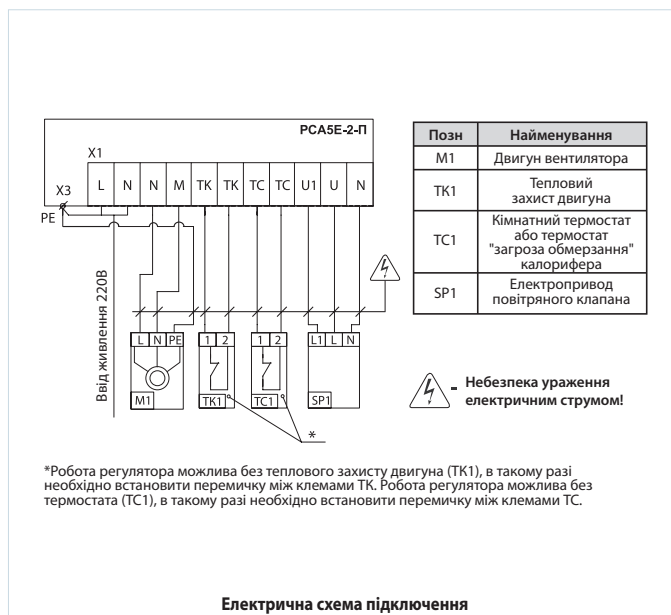 РСА5Е-2-П
X1
X3
L N N M TK TK TC TC U1 U N
PE
Ввід живлення 220В
L N PE 1 2 1 2 L1 L N
M1 TK1 TC1 SP1
*
Позн Найменування
M1 Двигун вентилятора
TK1 Тепловий
захист двигуна
TC1 Кімнатний термостат
або термостат
"загроза обмерзання"
калорифера
SP1 Електропривод
повітряного клапана
- Небезпека ураження
електричним струмом!
*Робота регулятора можлива без теплового захисту двигуна (TK1), в такому разі
необхідно встановити перемичку між клемами ТК. Робота регулятора можлива без
термостата (TC1), в такому разі необхідно встановити перемичку між клемами ТС.
Електрична схема підключення